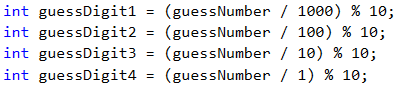 int guessDigit1 = (guessNumber / 1000) % 10;
int guessDigit2 = (guessNumber / 100) % 10;
int guessDigit3 = (guessNumber / 10) % 10;
int guessDigit4 = (guessNumber / 1) % 10;